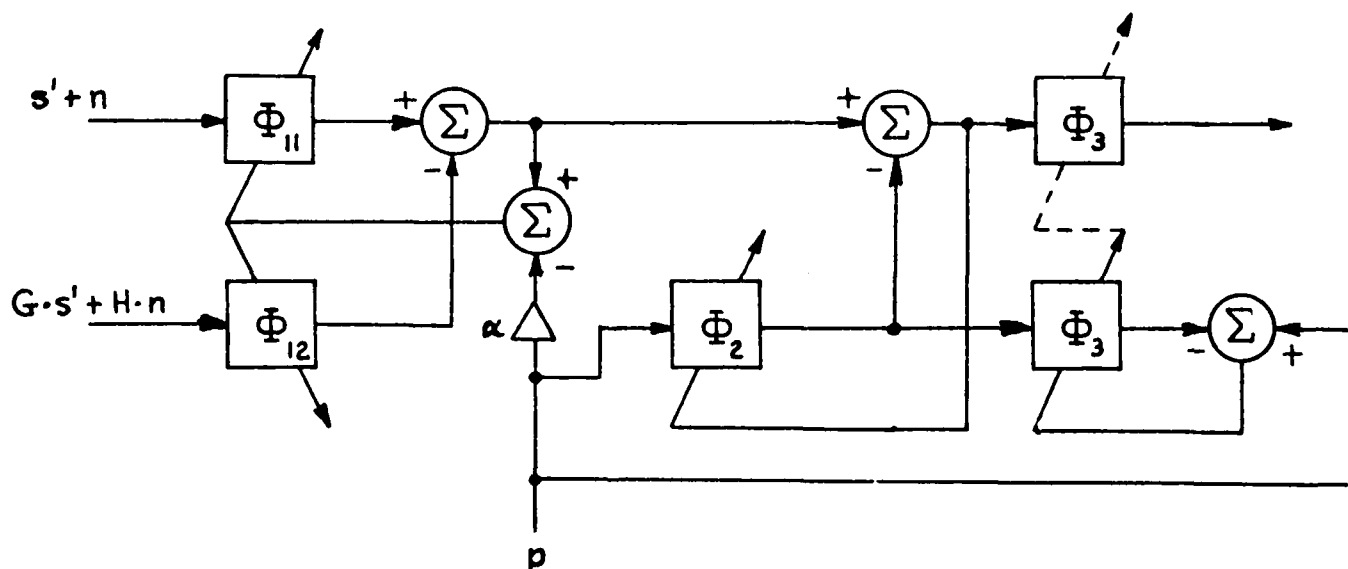 s'+n
Φ11
+
Σ
-
+
Σ
-
Φ3
+
Σ
-
G·s'+H·n
Φ12
α
Φ2
Φ3
-
Σ
+
p